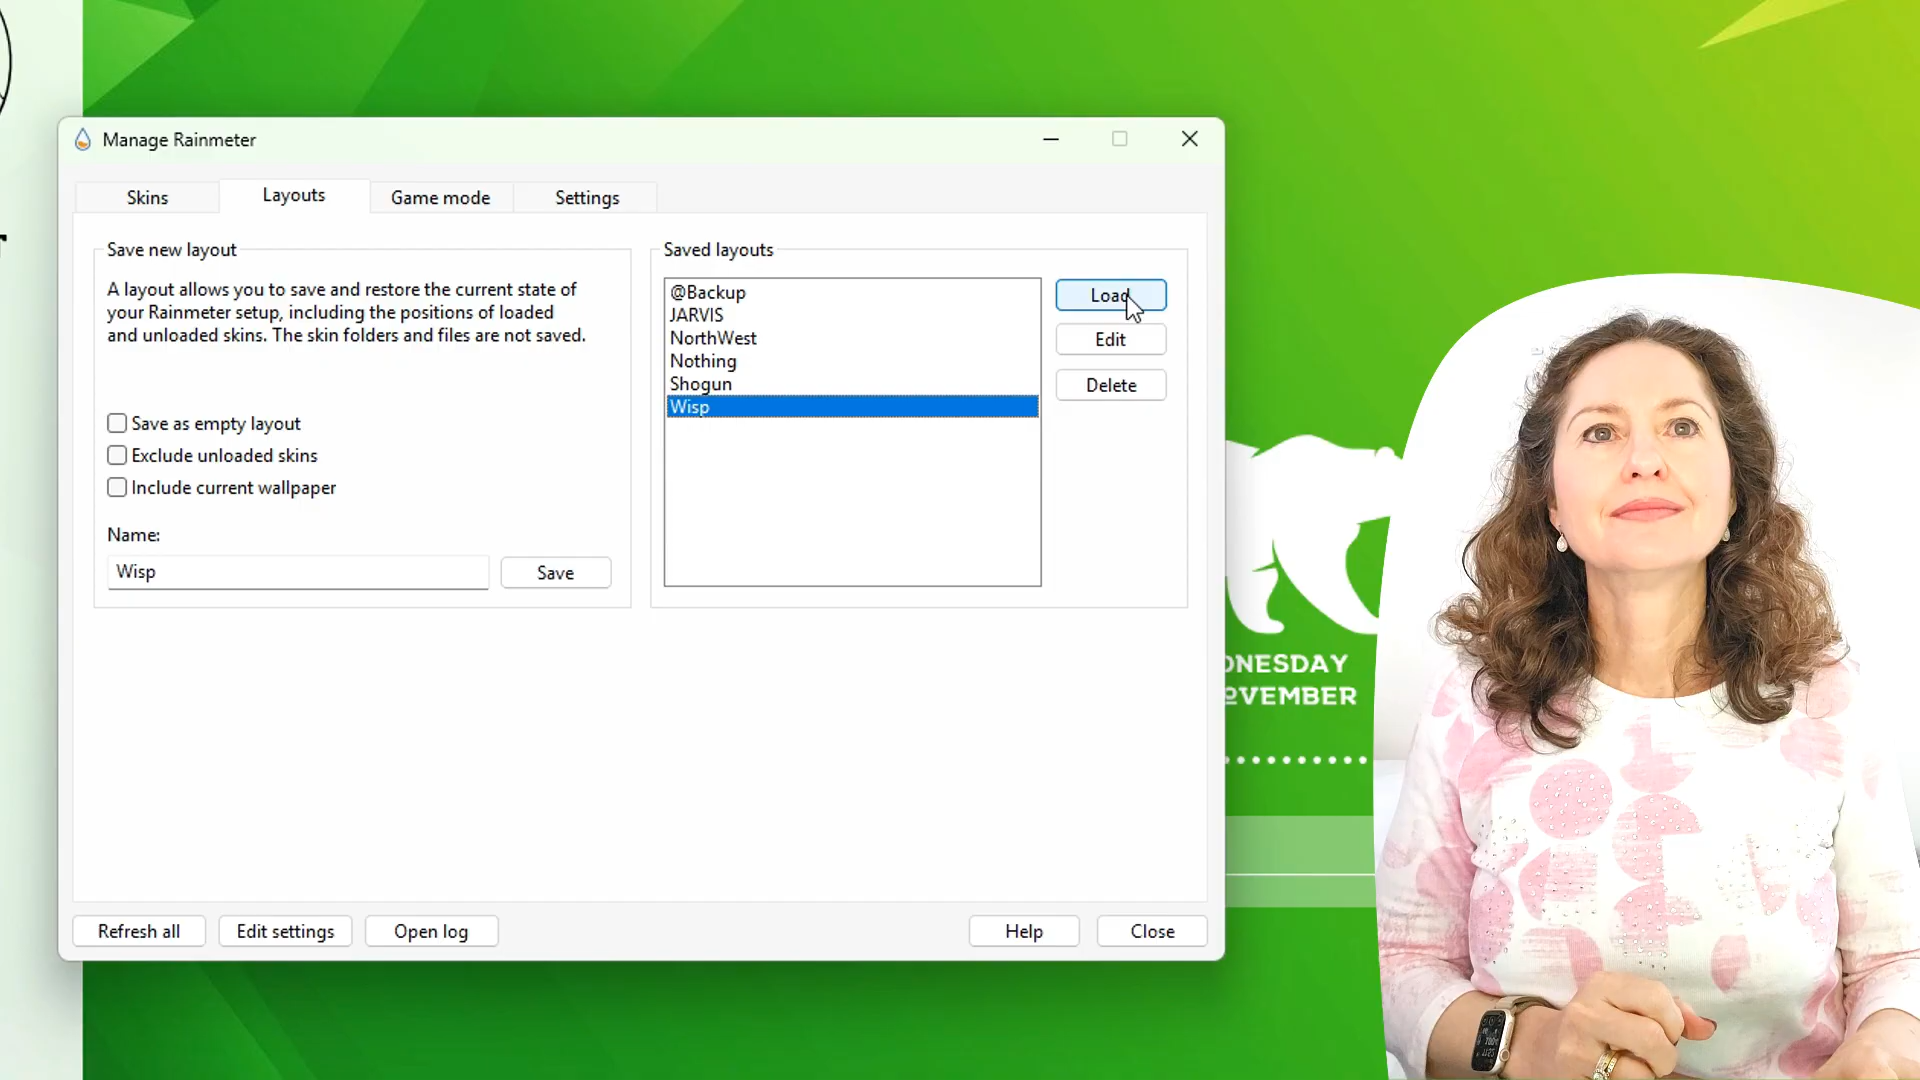 Manage Rainmeter
Skins
Layouts
Game mode
Settings
Save new layout
A layout allows you to save and restore the current state of
your Rainmeter setup, including the positions of loaded
and unloaded skins. The skin folders and files are not saved.
Save as empty layout
Exclude unloaded skins
Include current wallpaper
Name:
Wisp
Save
Saved layouts
@Backup
JARVIS
NorthWest
Nothing
Shogun
Wisp
Load
Edit
Delete
Refresh all
Edit settings
Open log
Help
Close
DNESDAY
OVEMBER